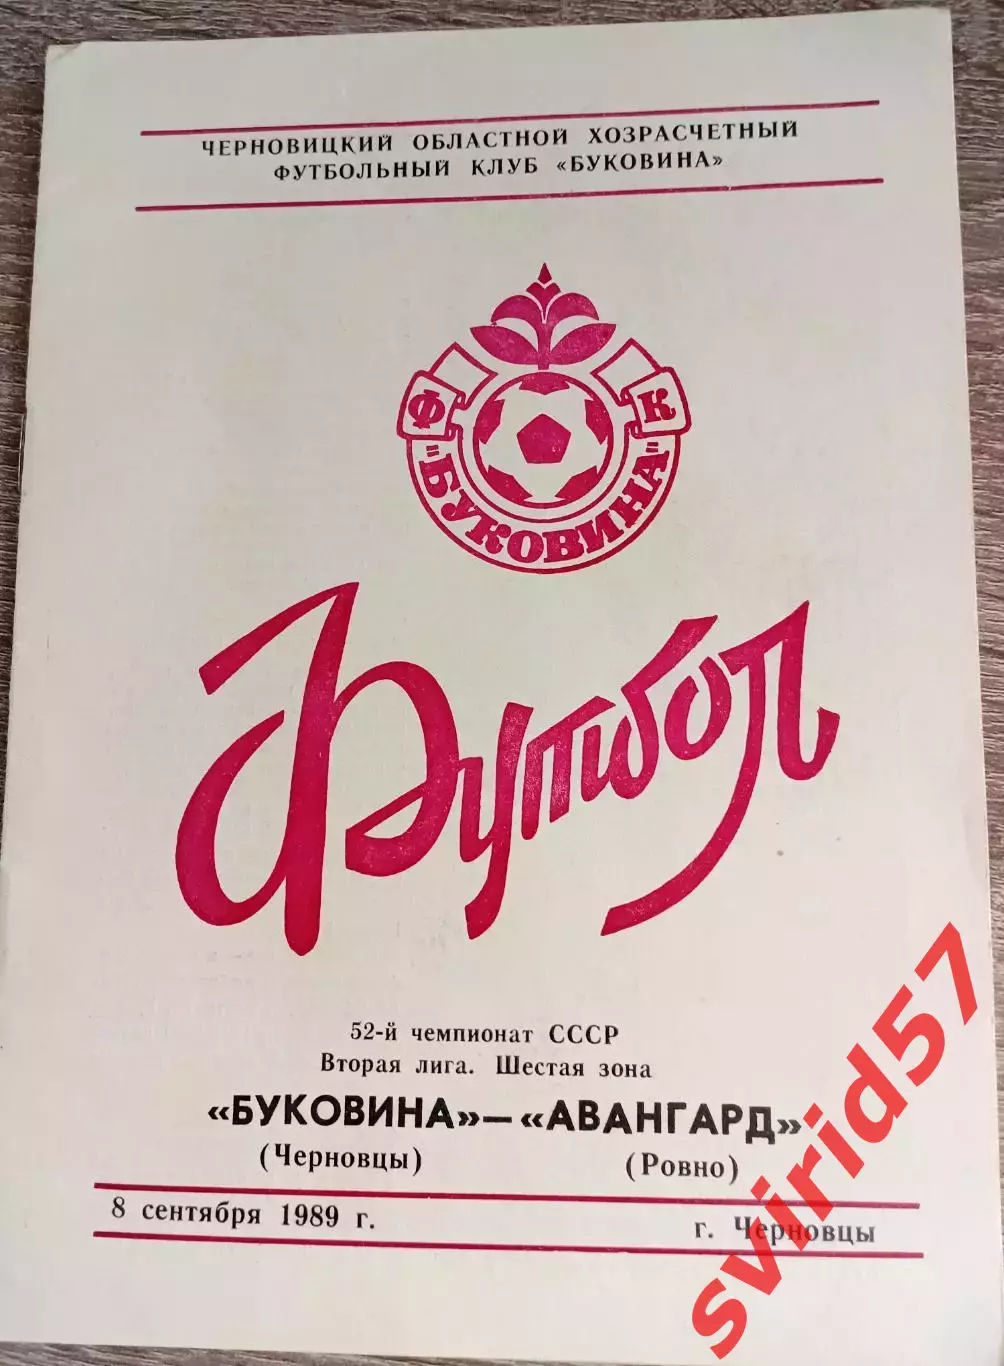 ЧЕРНОВИЦКИЙ ОБЛАСТНОЙ ХОЗРАСЧЕТНЫЙ
ФУТБОЛЬНЫЙ КЛУБ «БУКОВИНА»
Ф К
"БУКОВИНА"
Футбол
52-й чемпионат СССР
Вторая лига. Шестая зона
«БУКОВИНА»—«АВАНГАРД»
(Черновцы) (Ровно)
8 сентября 1989 г. г. Черновцы
svirid57